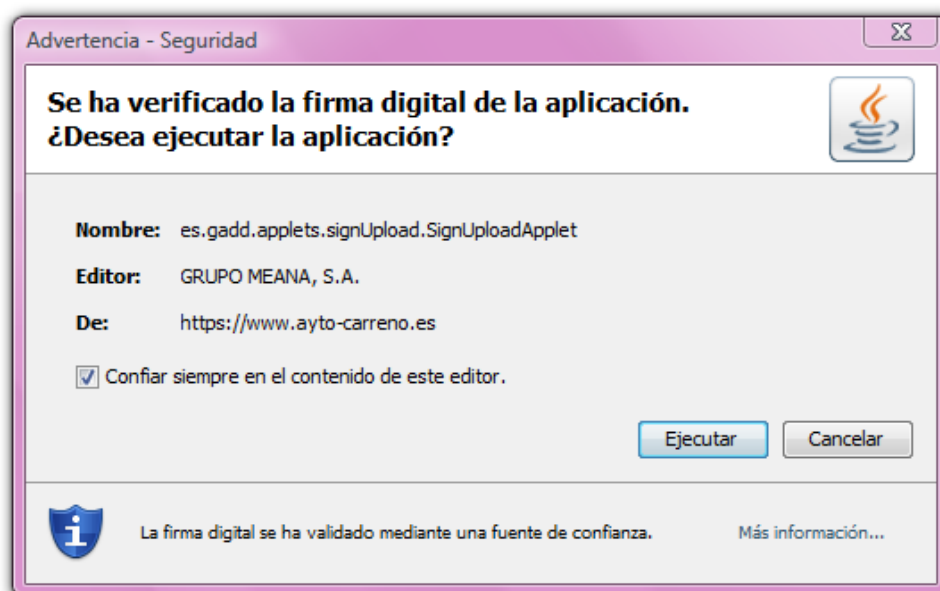 Advertencia - Seguridad
Se ha verificado la firma digital de la aplicación.
¿Desea ejecutar la aplicación?
Nombre: es.gadd.applets.signUpload.SignUploadApplet
Editor: GRUPO MEANA, S.A.
De: https://www.ayto-carreno.es
Confiar siempre en el contenido de este editor.
Ejecutar Cancelar
La firma digital se ha validado mediante una fuente de confianza. Más información...